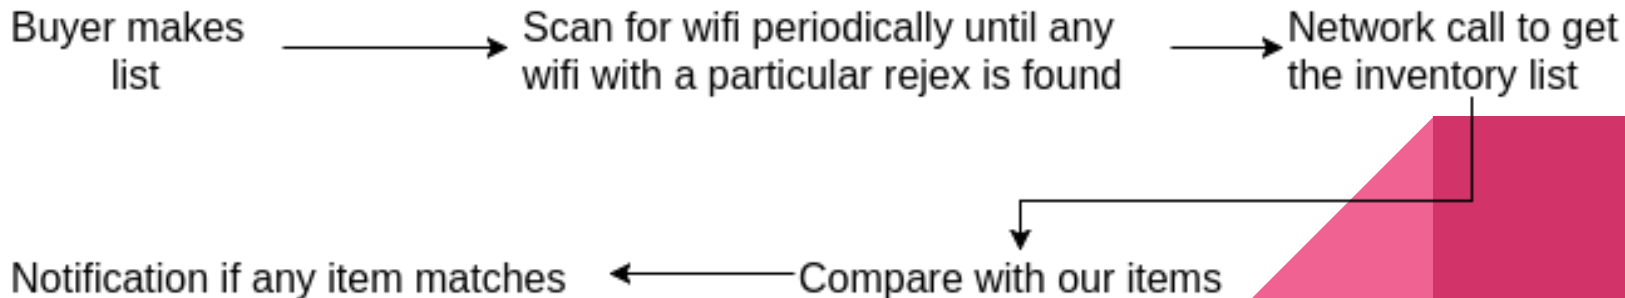 Buyer makes
list
Scan for wifi periodically until any
wifi with a particular rejex is found
Network call to get
the inventory list
Compare with our items
Notification if any item matches